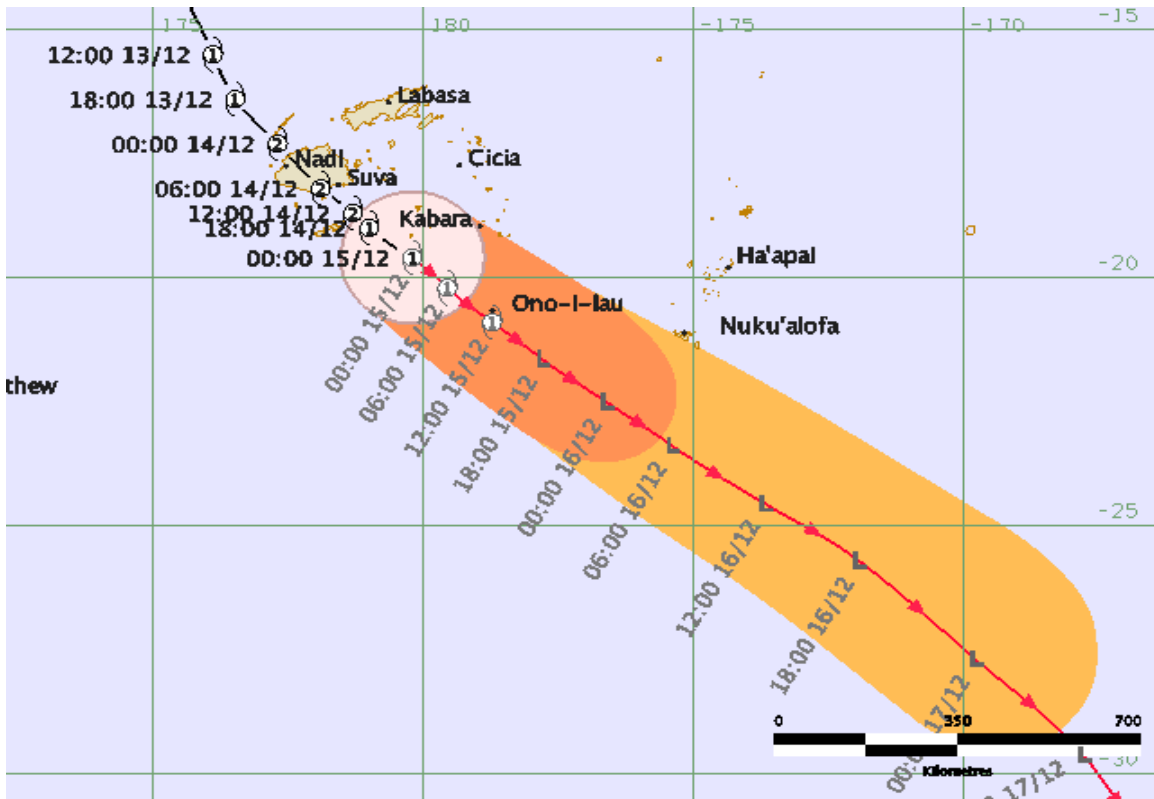 175
180
-175
-170
-15
12:00 13/12
1
18:00 13/12
1
Labasa
00:00 14/12
2
Nadi
Cicia
06:00 14/12
2
Suva
12:00 14/12
2
18:00 14/12
1
Kabara
00:00 15/12
1
Ha'apai
-20
1
Ono-I-lau
1
Nuku'alofa
00:00 15/12
06:00 15/12
12:00 15/12
thew
L
18:00 15/12
L
00:00 16/12
L
06:00 16/12
L
-25
12:00 16/12
L
18:00 16/12
L
17/12
0
350
700
Kilometres
L
-30
17/12